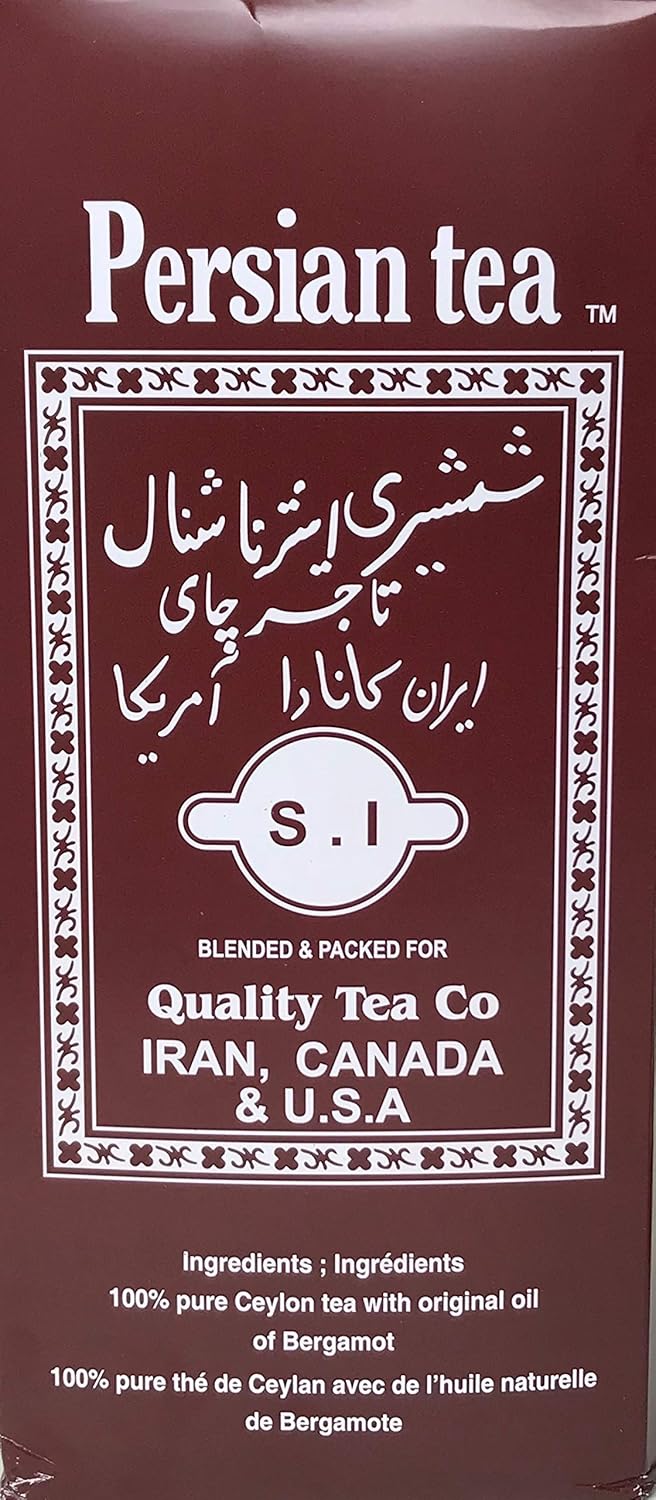 Persian tea TM
شمشیری اینترناشنال
تاجر چای
ایران کانادا آمریکا
S . I
BLENDED & PACKED FOR
Quality Tea Co
IRAN, CANADA
& U.S.A
Ingredients ; Ingrédients
100% pure Ceylon tea with original oil
of Bergamot
100% pure thé de Ceylan avec de l'huile naturelle
de Bergamote